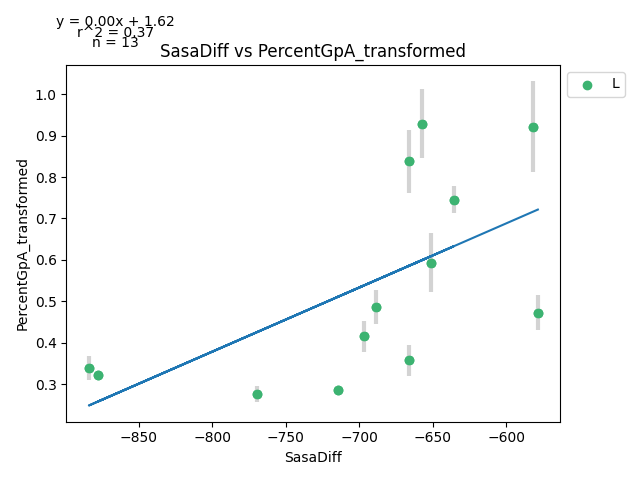 y = 0.00x + 1.62
r^2 = 0.37
n = 13
SasaDiff vs PercentGpA_transformed
L
PercentGpA_transformed
1.0
0.9
0.8
0.7
0.6
0.5
0.4
0.3
−850
−800
−750
−700
−650
−600
SasaDiff